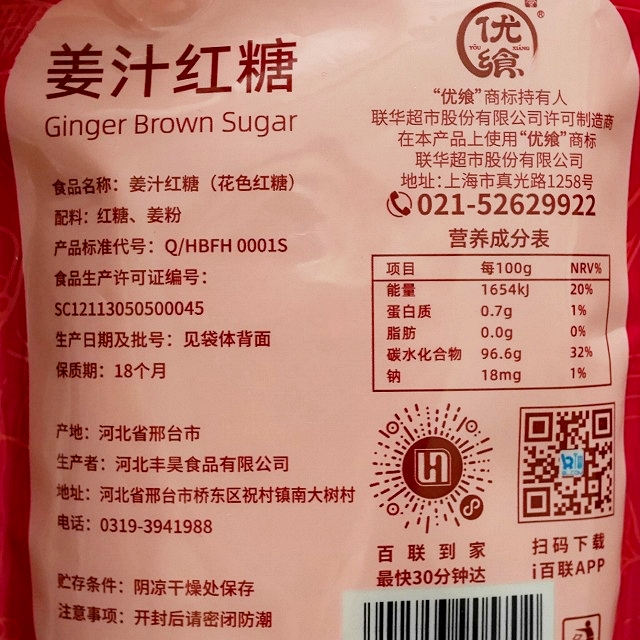 姜汁红糖
Ginger Brown Sugar
食品名称：姜汁红糖（花色红糖）
配料：红糖、姜粉
产品标准代号：Q/HBFH 0001S
食品生产许可证编号：
SC12113050500045
生产日期及批号：见袋体背面
保质期：18个月
产地：河北省邢台市
生产者：河北丰昊食品有限公司
地址：河北省邢台市桥东区祝村镇南大树村
电话：0319-3941988
贮存条件：阴凉干燥处保存
注意事项：开封后请密闭防潮
优
YOU XIANG
飨
®
“优飨”商标持有人
联华超市股份有限公司许可制造商
在本产品上使用“优飨”商标
联华超市股份有限公司
地址:上海市真光路1258号
021-52629922
营养成分表
项目 每100g NRV%
能量 1654kJ 20%
蛋白质 0.7g 1%
脂肪 0.0g 0%
碳水化合物 96.6g 32%
钠 18mg 1%
百联到家
最快30分钟达
扫码下载
i百联APP